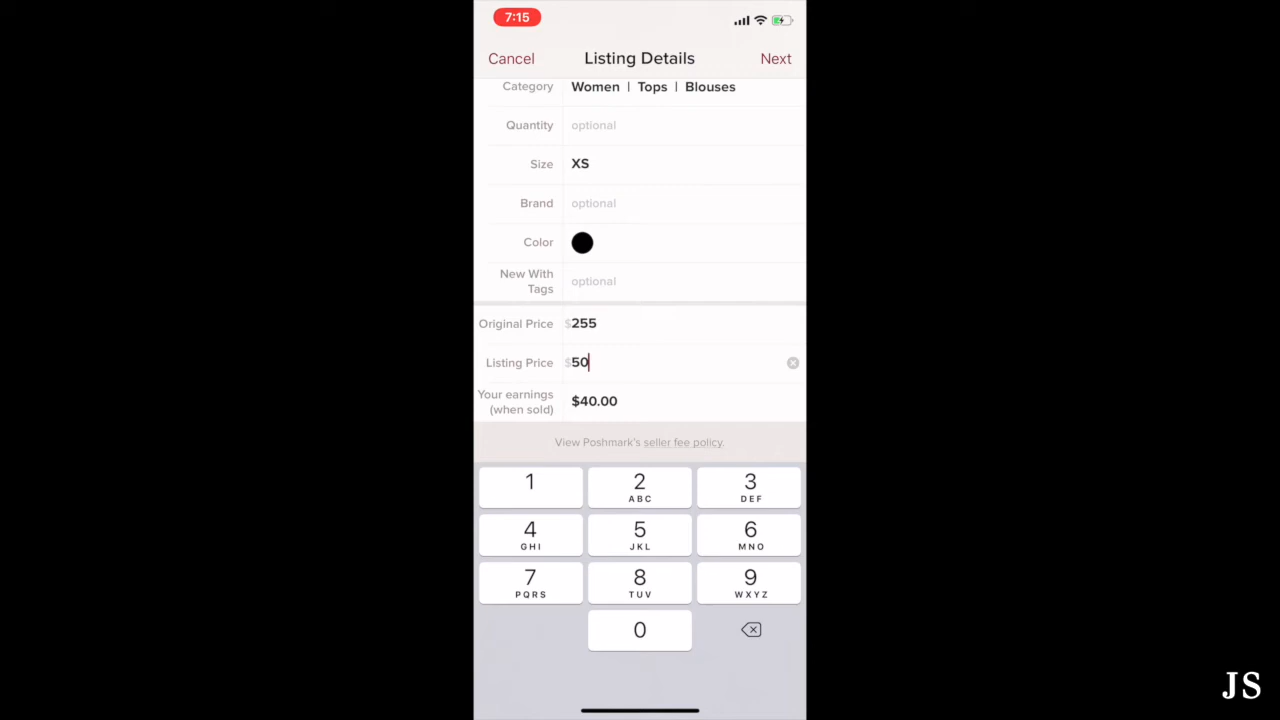 7:15
Cancel Listing Details Next
Category Women | Tops | Blouses
Quantity optional
Size XS
Brand optional
Color
New With
Tags optional
Original Price $255
Listing Price $50
Your earnings
(when sold) $40.00
View Poshmark's seller fee policy.
1 2 3
ABC DEF
4 5 6
GHI JKL MNO
7 8 9
PQRS TUV WXYZ
0
JS